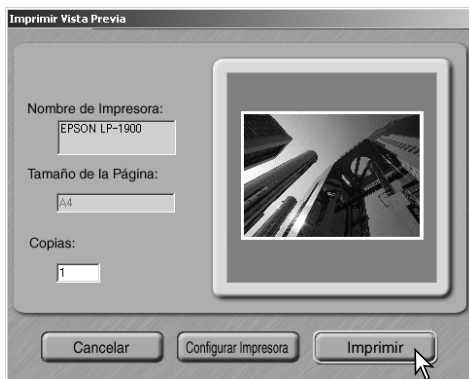 Imprimir Vista Previa
Nombre de Impresora:
EPSON LP-1900
Tamaño de la Página:
A4
Copias:
1
Cancelar
Configurar Impresora
Imprimir